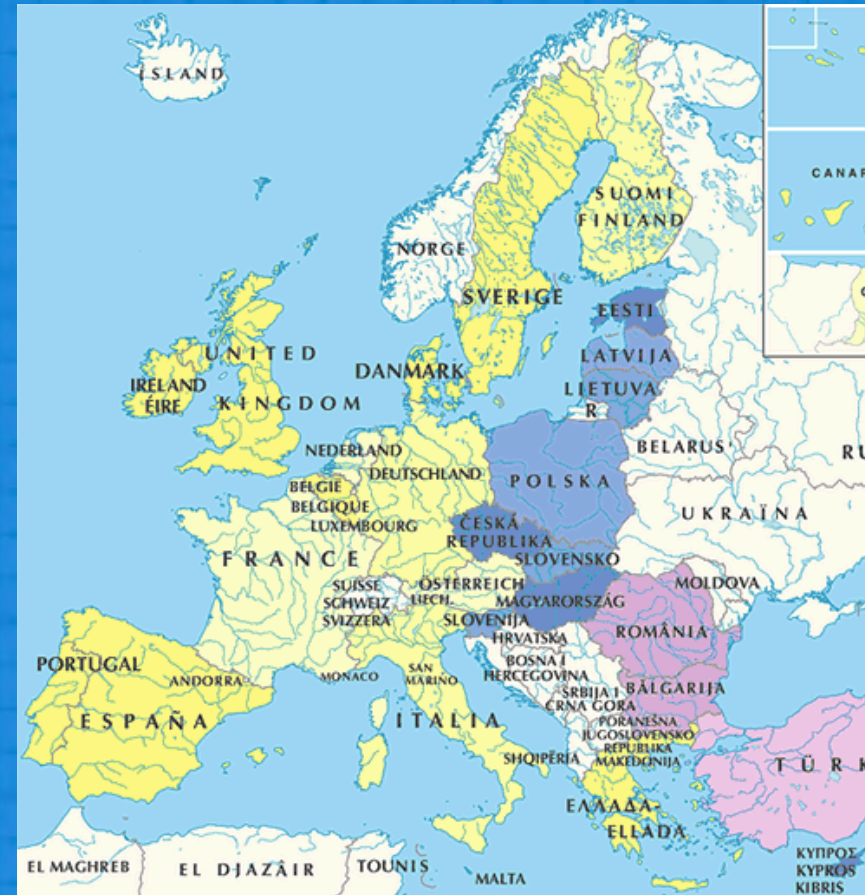 ÍSLAND
CANAR
SUOMI
FINLAND
NORGE
SVERIGE
EESTI
LATVIJA
LIETUVA
R
DANMARK
UNITED
KINGDOM
IRELAND
ÉIRE
BELARUS'
RU
NEDERLAND
DEUTSCHLAND
POLSKA
BELGIË
BELGIQUE
LUXEMBOURG
UKRAÏNA
ČESKÁ
REPUBLIKA
SLOVENSKO
FRANCE
SUISSE
SCHWEIZ
SVIZZERA
LIECH.
ÖSTERREICH
MAGYARORSZÁG
MOLDOVA
SLOVENIJA
HRVATSKA
ROMÂNIA
BOSNA I
HERCEGOVINA
PORTUGAL
ANDORRA
MONACO
SAN
MARINO
SRBIJA I
CRNA GORA
BĂLGARIJA
ESPAÑA
ITALIA
PORANEŠNA
JUGOSLOVENSKO
REPUBLIKA
MAKEDONIJA
SHQIPËRIA
TÜRK
ΕΛΛΑΔΑ-
ELLADA
EL MAGHREB
EL DJAZÂIR
TOUNIS
MALTA
ΚΥΠΡΟΣ
KYPROS
KIBRIS